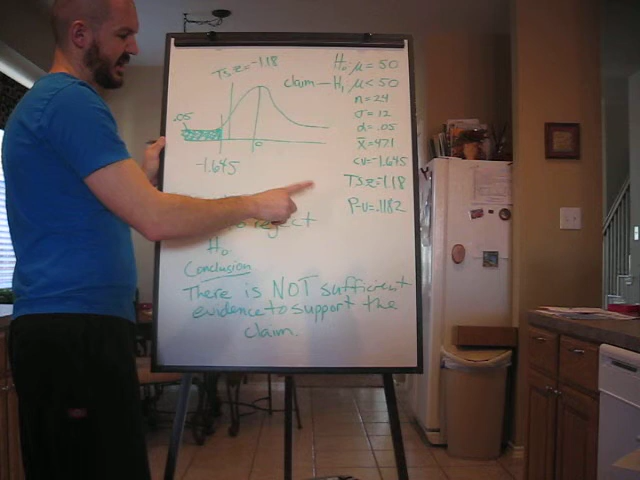 T.S. z=-1.18
.05
0
-1.645
H₀: μ = 50
claim — H₁ μ < 50
n = 24
σ = 12
α = .05
x̄ = 47.1
CV = -1.645
T.S. z=-1.18
P-v = .1182
reject
H₀
Conclusion
There is NOT sufficient
evidence to support the
claim.